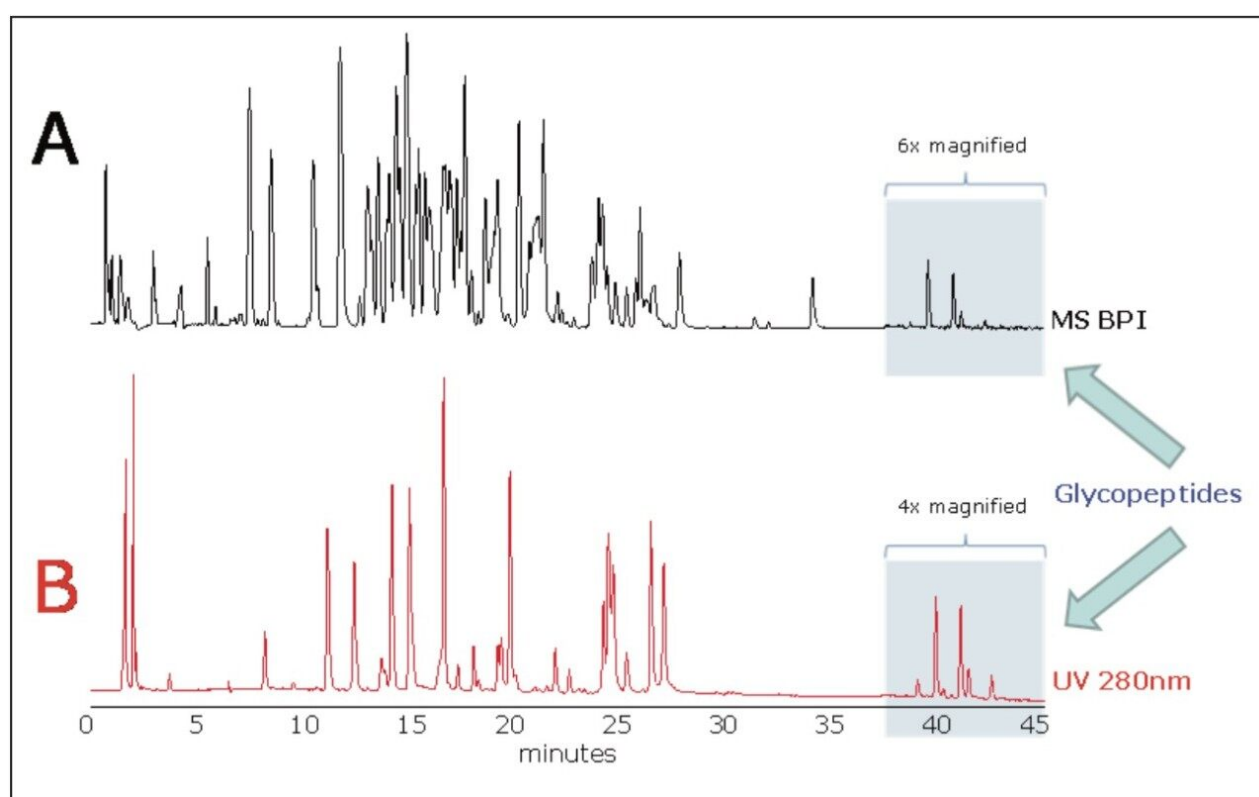 A
6x magnified
MS BPI
Glycopeptides
4x magnified
B
UV 280nm
0 5 10 15 20 25 30 35 40 45
minutes